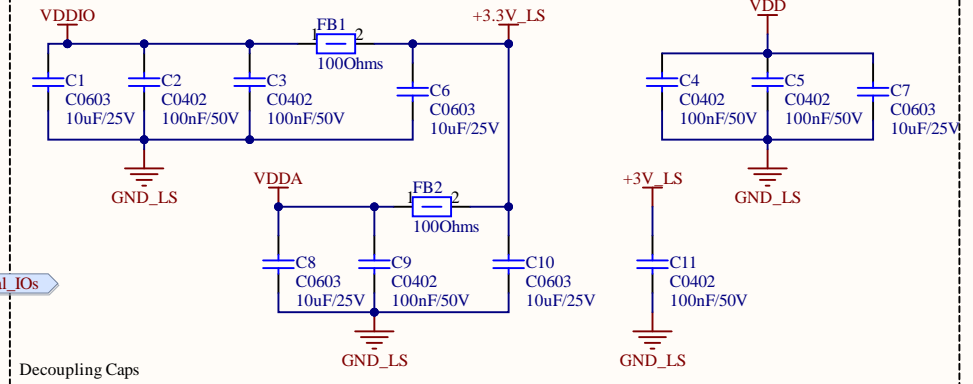 VDDIO
+3.3V_LS
VDD
FB1
1
2
100Ohms
C1
C0603
10uF/25V
C2
C0402
100nF/50V
C3
C0402
100nF/50V
C6
C0603
10uF/25V
C4
C0402
100nF/50V
C5
C0402
100nF/50V
C7
C0603
10uF/25V
GND_LS
GND_LS
VDDA
+3V_LS
FB2
1
2
100Ohms
C8
C0603
10uF/25V
C9
C0402
100nF/50V
C10
C0603
10uF/25V
C11
C0402
100nF/50V
GND_LS
GND_LS
Decoupling Caps